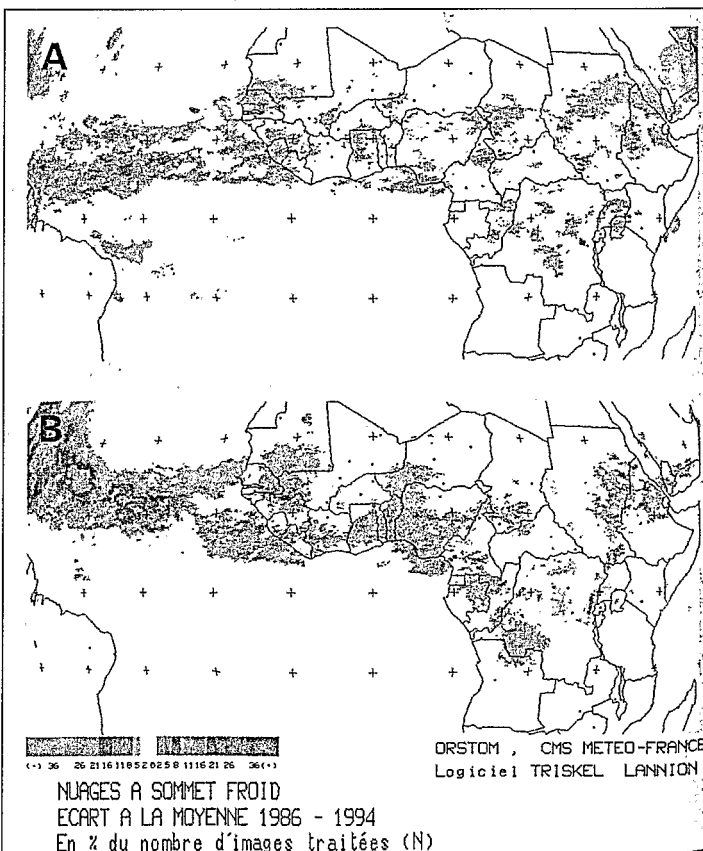 A
B
(-) 36 26 21 16 11 8 5 2 0 2 5 8 11 16 21 26 36 (+)
ORSTOM , CMS METEO-FRANCE
Logiciel TRISKEL LANNION
NUAGES A SOMMET FROID
ECART A LA MOYENNE 1986 - 1994
En % du nombre d'images traitées (N)